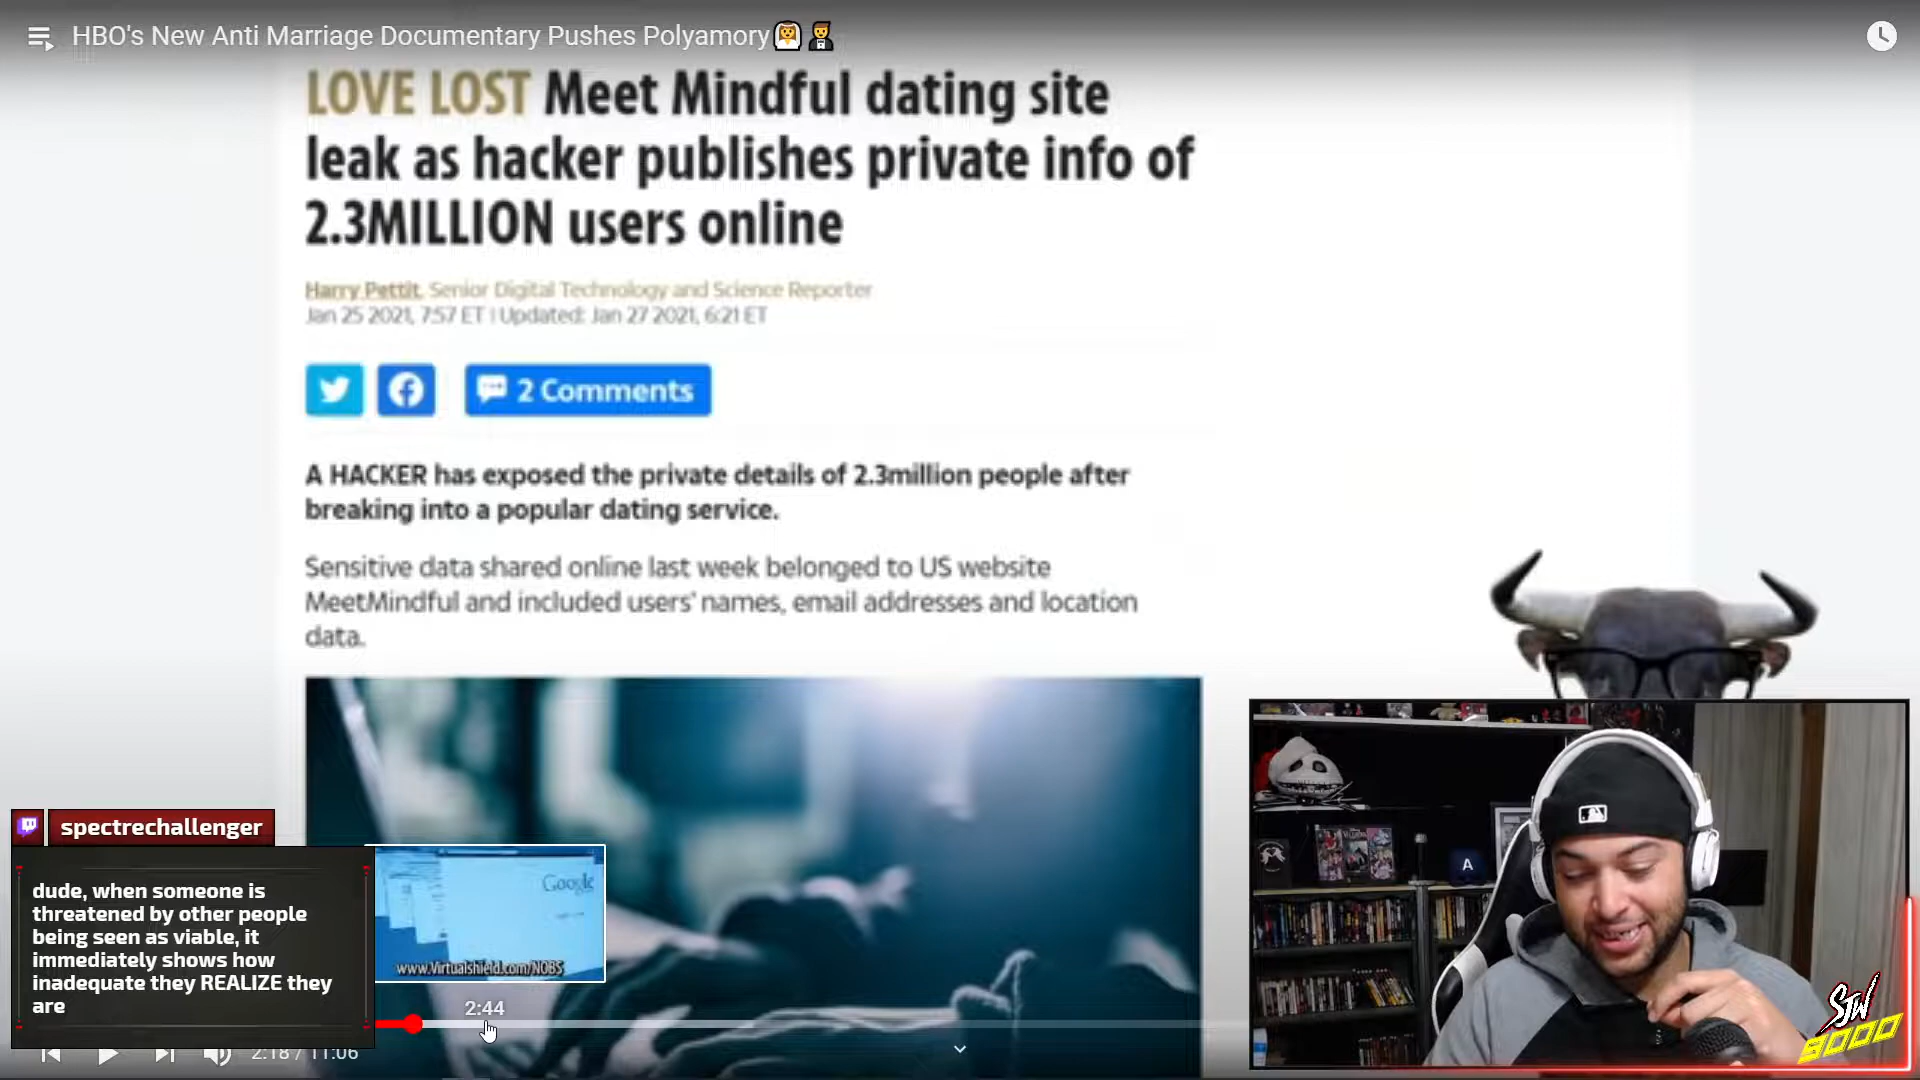 HBO's New Anti Marriage Documentary Pushes Polyamory
LOVE LOST Meet Mindful dating site
leak as hacker publishes private info of
2.3MILLION users online
Harry Pettit, Senior Digital Technology and Science Reporter
Jan 25 2021, 7:57 ET | Updated: Jan 27 2021, 6:21 ET
2 Comments
A HACKER has exposed the private details of 2.3million people after
breaking into a popular dating service.
Sensitive data shared online last week belonged to US website
MeetMindful and included users' names, email addresses and location
data.
spectrechallenger
dude, when someone is
threatened by other people
being seen as viable, it
immediately shows how
inadequate they REALIZE they
are
Google
www.Virtualshield.com/NOBS
2:44
2:18 / 11:06
A
SJW
9000